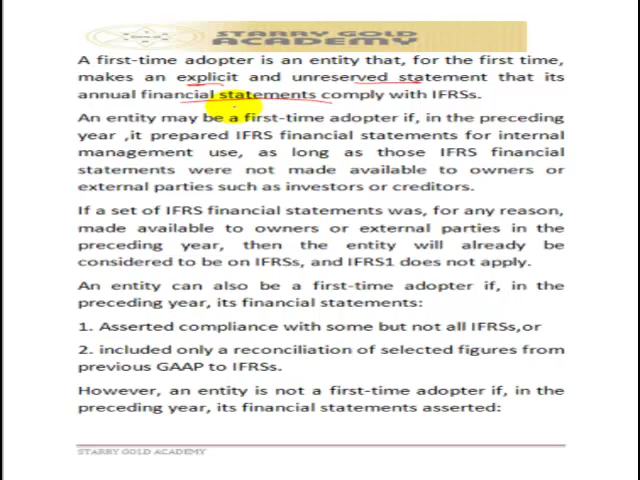 STARRY GOLD
ACADEMY
A first-time adopter is an entity that, for the first time,
makes an explicit and unreserved statement that its
annual financial statements comply with IFRSs.
An entity may be a first-time adopter if, in the preceding
year ,it prepared IFRS financial statements for internal
management use, as long as those IFRS financial
statements were not made available to owners or
external parties such as investors or creditors.
If a set of IFRS financial statements was, for any reason,
made available to owners or external parties in the
preceding year, then the entity will already be
considered to be on IFRSs, and IFRS1 does not apply.
An entity can also be a first-time adopter if, in the
preceding year, its financial statements:
1. Asserted compliance with some but not all IFRSs,or
2. included only a reconciliation of selected figures from
previous GAAP to IFRSs.
However, an entity is not a first-time adopter if, in the
preceding year, its financial statements asserted:
STARRY GOLD ACADEMY